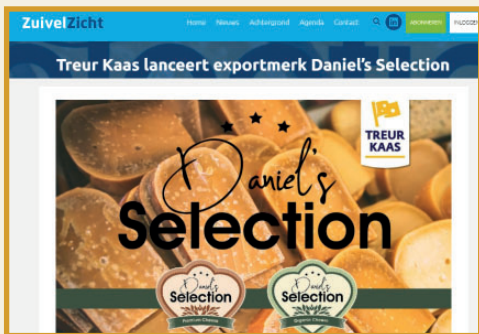 ZuivelZicht
Home Nieuws Achtergrond Agenda Contact in ABONNEREN INLOGGEN
Treur Kaas lanceert exportmerk Daniel's Selection
TREUR
KAAS
Daniel's
Selection
Daniel's
Selection
Premium Cheese
Daniel's
Selection
Organic Cheese